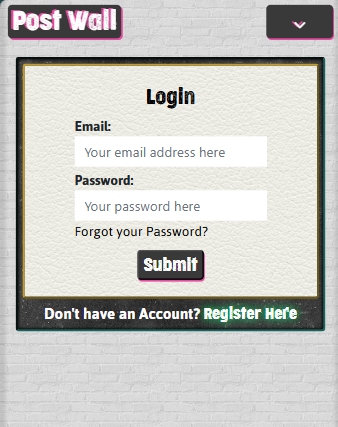 Post Wall
Login
Email:
Your email address here
Password:
Your password here
Forgot your Password?
Submit
Don't have an Account? Register Here